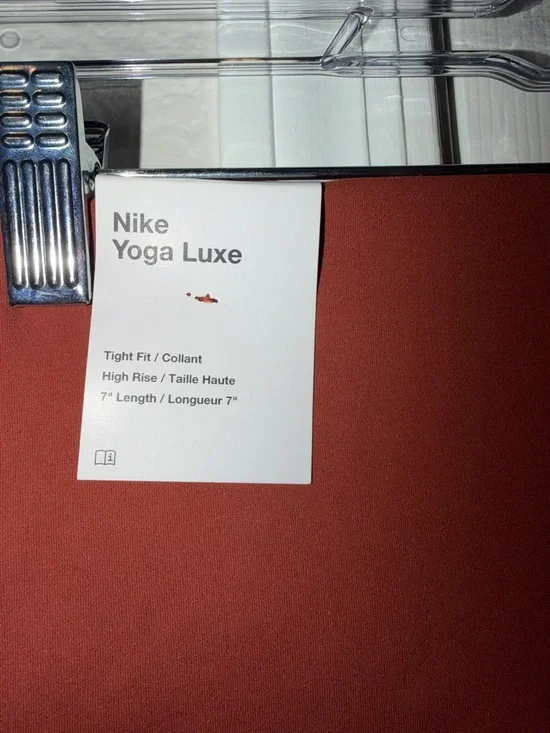 Nike
Yoga Luxe
Tight Fit / Collant
High Rise / Taille Haute
7" Length / Longueur 7"